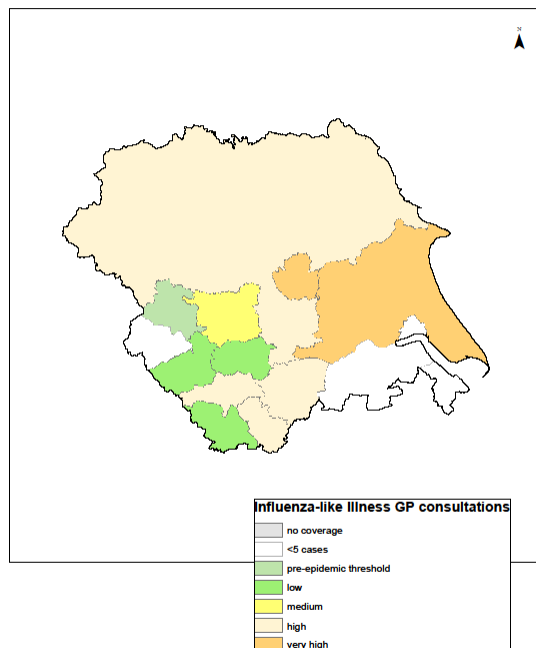 N
Influenza-like Illness GP consultations
no coverage
<5 cases
pre-epidemic threshold
low
medium
high
very high